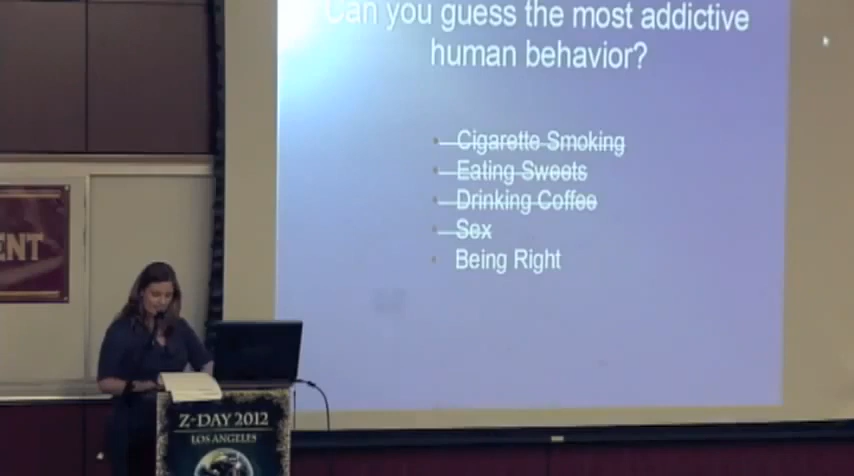 Can you guess the most addictive
human behavior?
Cigarette Smoking
Eating Sweets
Drinking Coffee
Sex
Being Right
ENT
Z-DAY 2012
LOS ANGELES